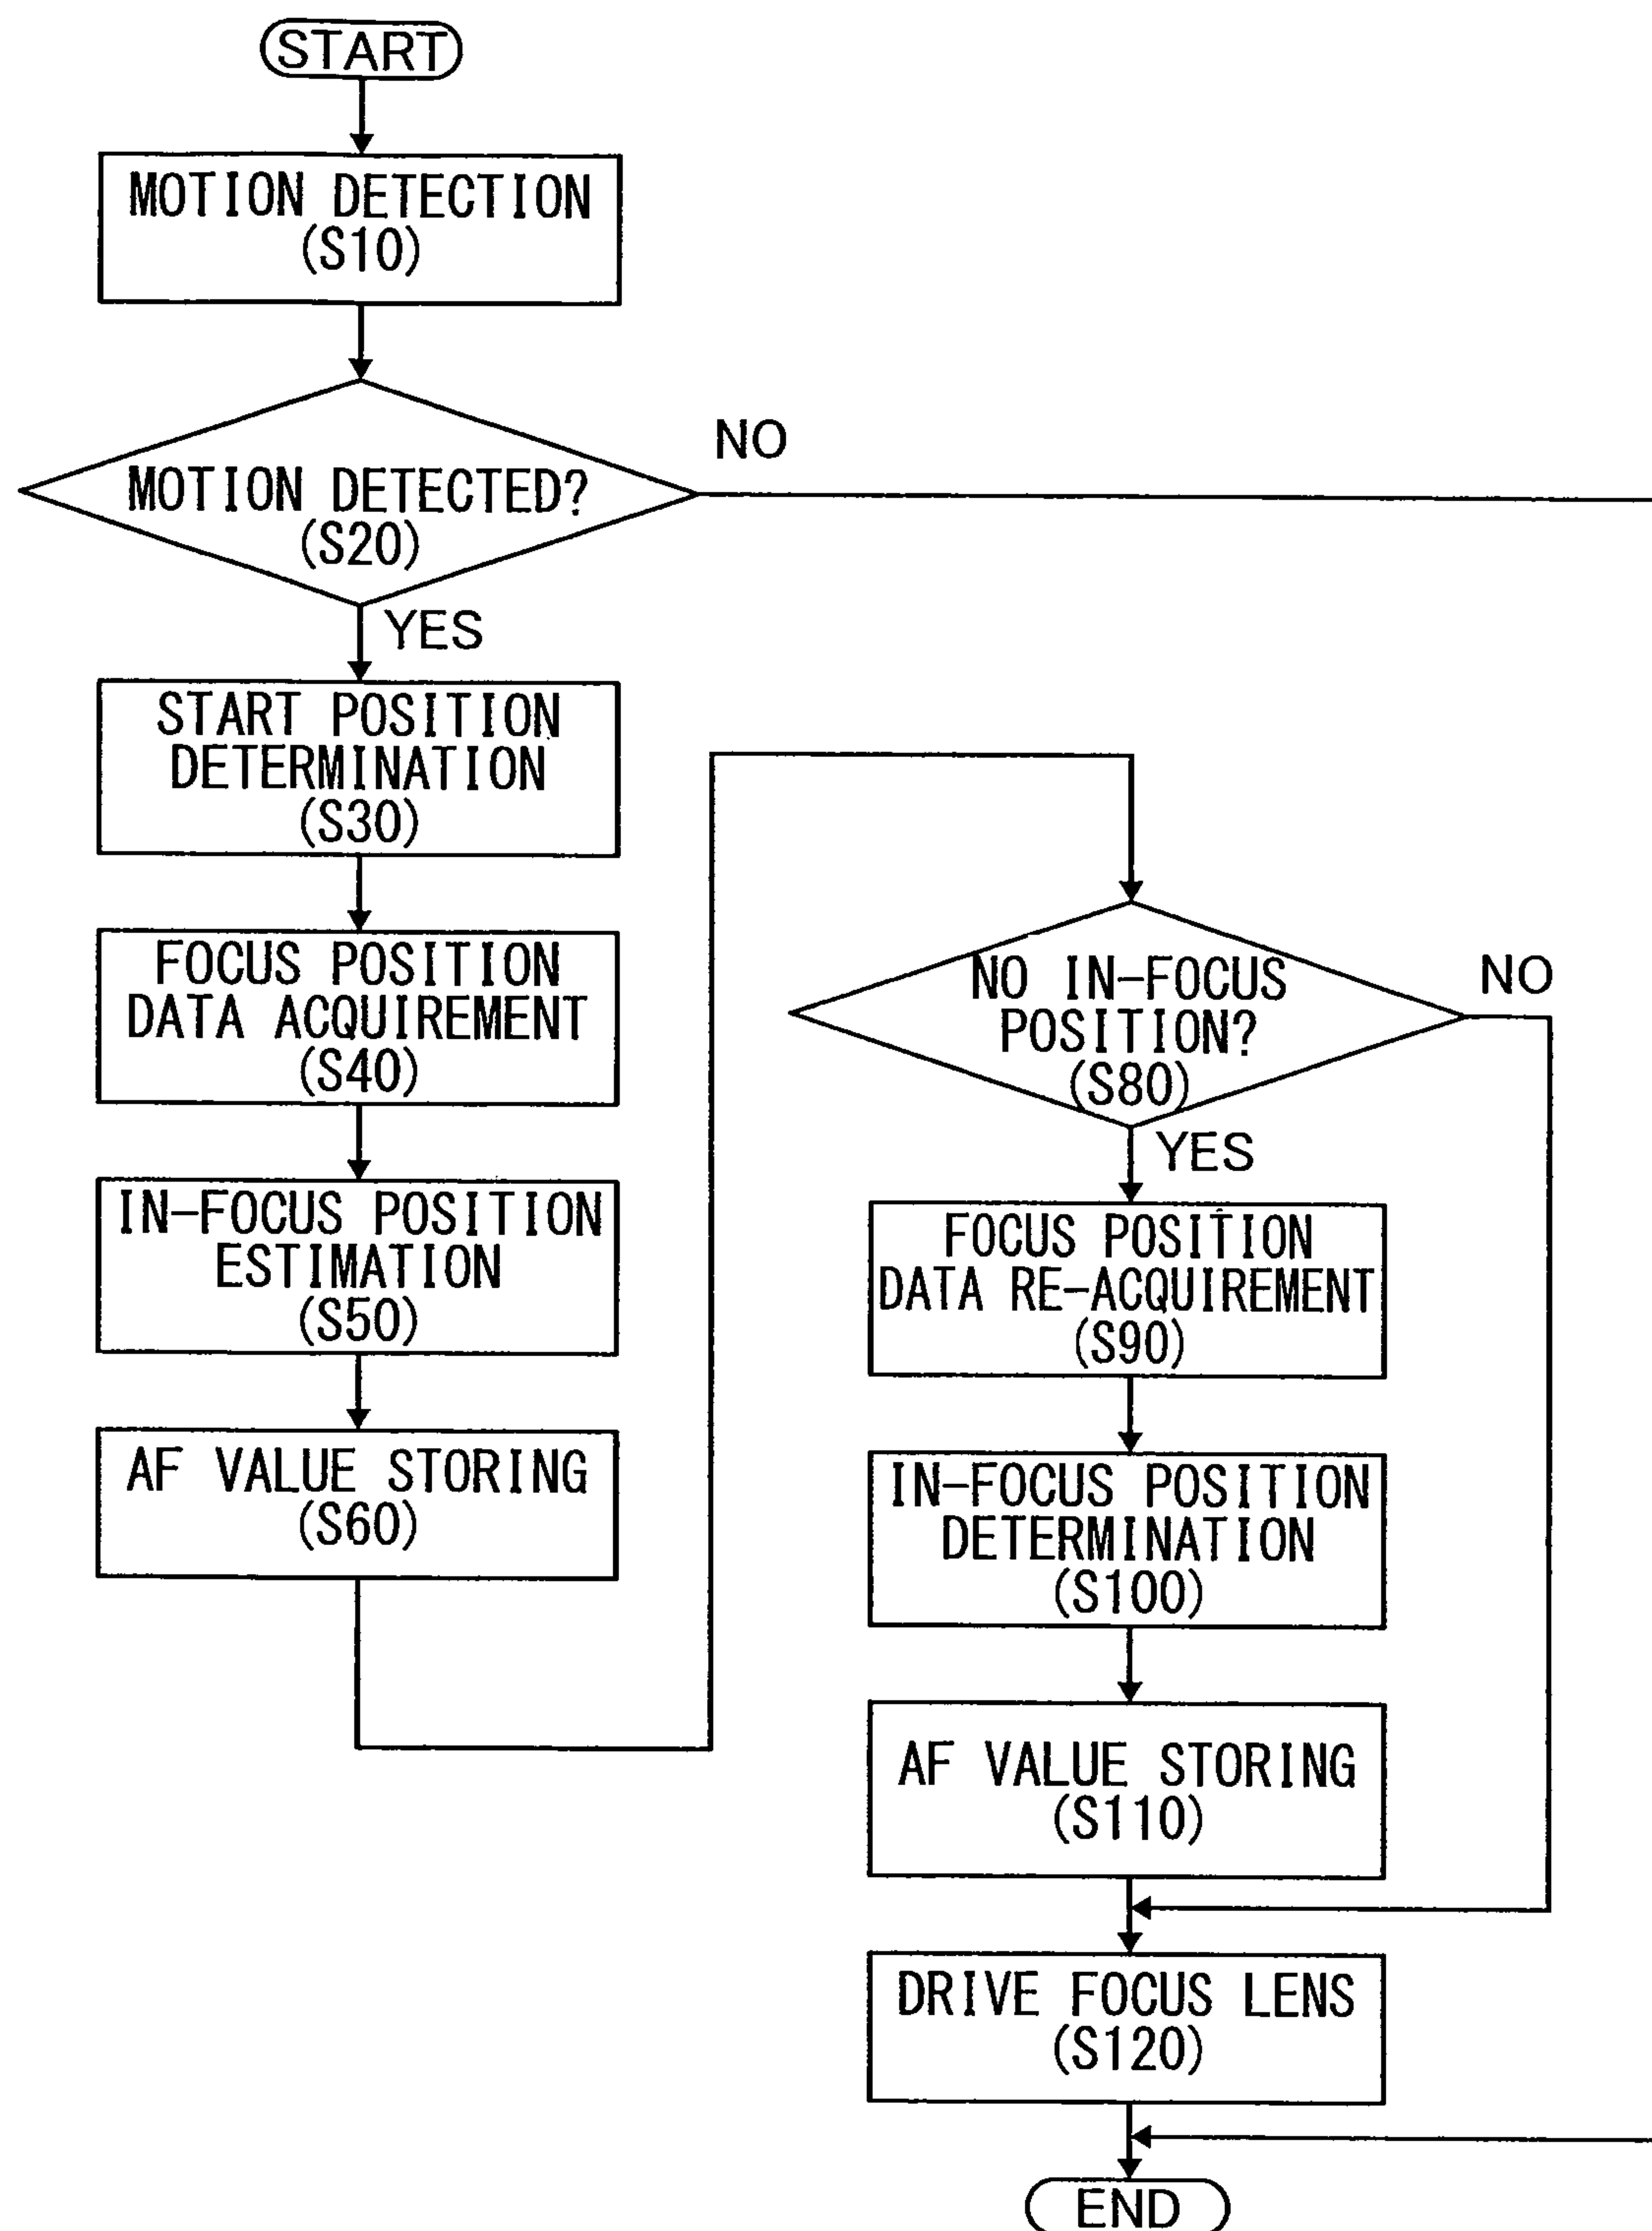 START
MOTION DETECTION
(S10)
MOTION DETECTED?
(S20)
NO
YES
START POSITION
DETERMINATION
(S30)
FOCUS POSITION
DATA ACQUIREMENT
(S40)
IN-FOCUS POSITION
ESTIMATION
(S50)
AF VALUE STORING
(S60)
NO IN-FOCUS
POSITION?
(S80)
NO
YES
FOCUS POSITION
DATA RE-ACQUIREMENT
(S90)
IN-FOCUS POSITION
DETERMINATION
(S100)
AF VALUE STORING
(S110)
DRIVE FOCUS LENS
(S120)
END